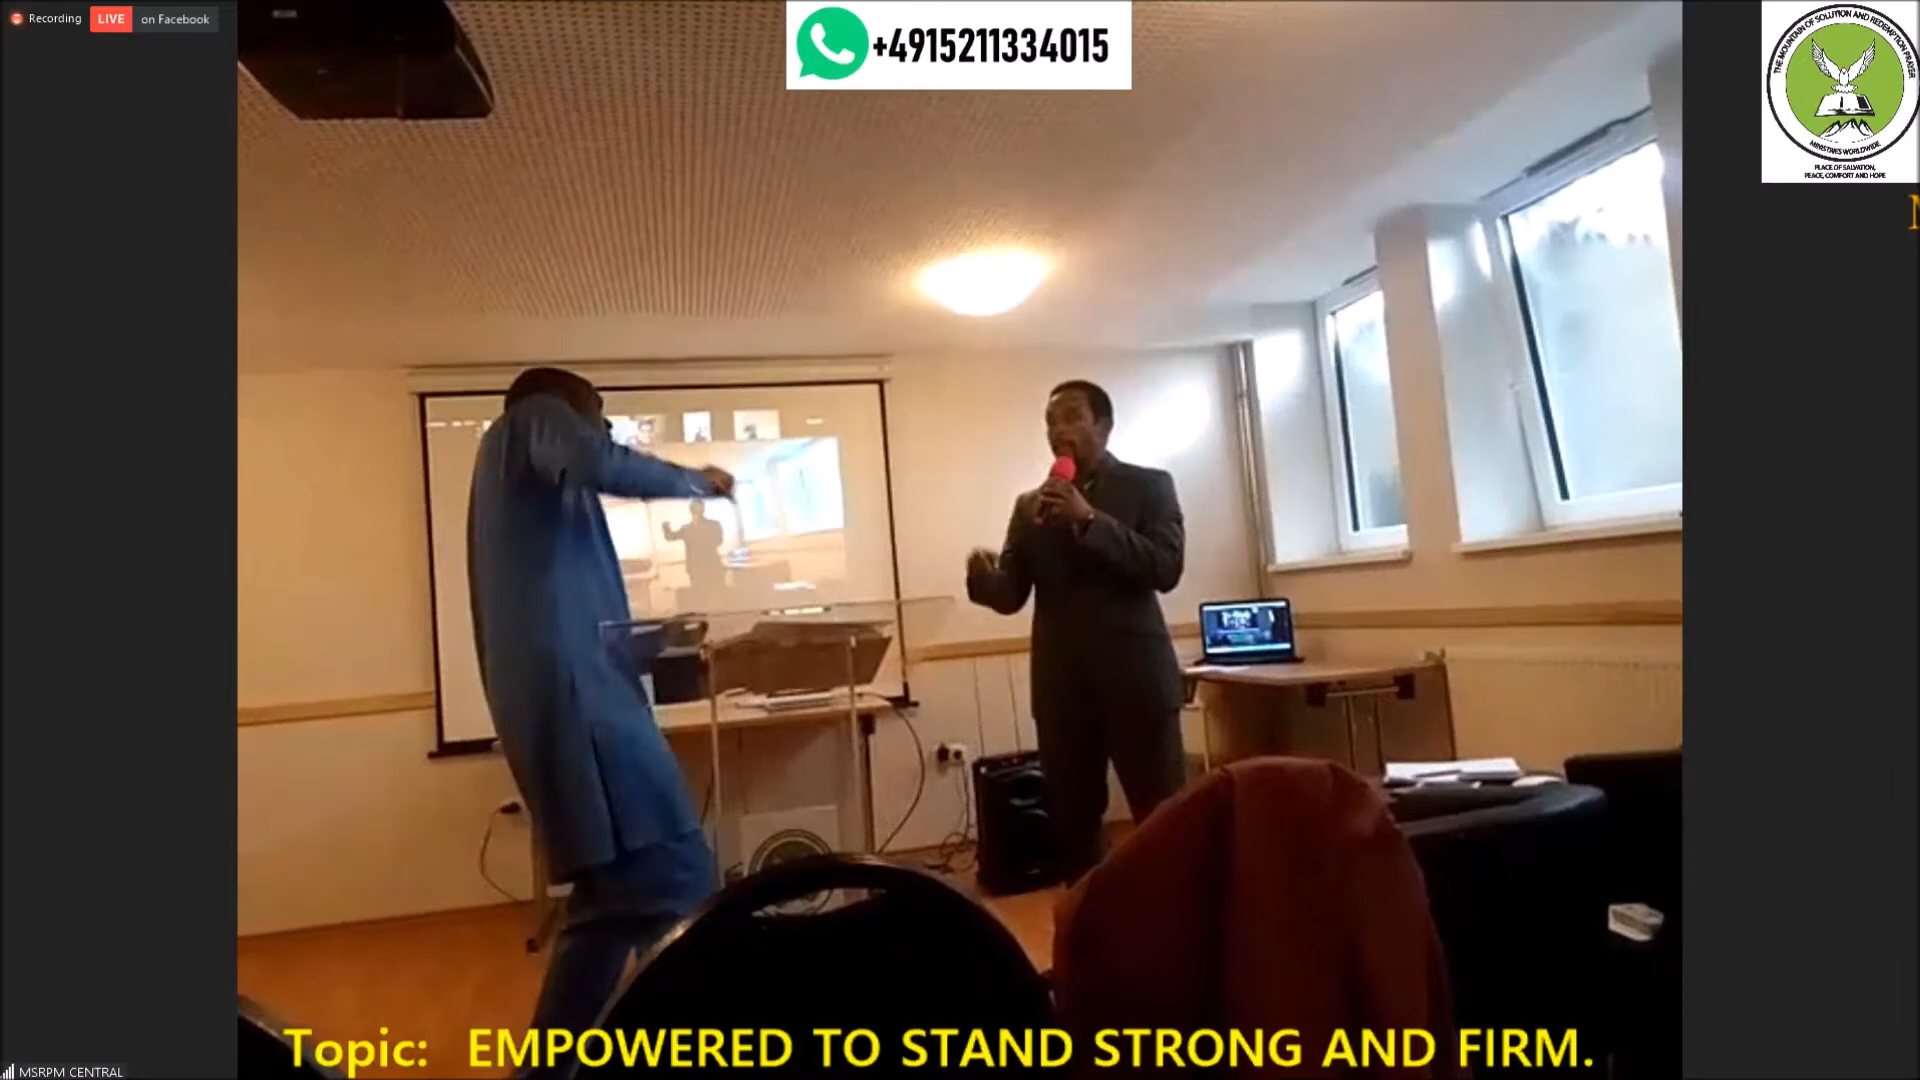 Recording
LIVE on Facebook
+4915211334015
THE MOUNTAIN OF SOLUTION AND REDEMPTION PRAYER
MINISTRIES WORLDWIDE
PLACE OF SALVATION,
PEACE, COMFORT AND HOPE
Topic: EMPOWERED TO STAND STRONG AND FIRM.
MSRPM CENTRAL